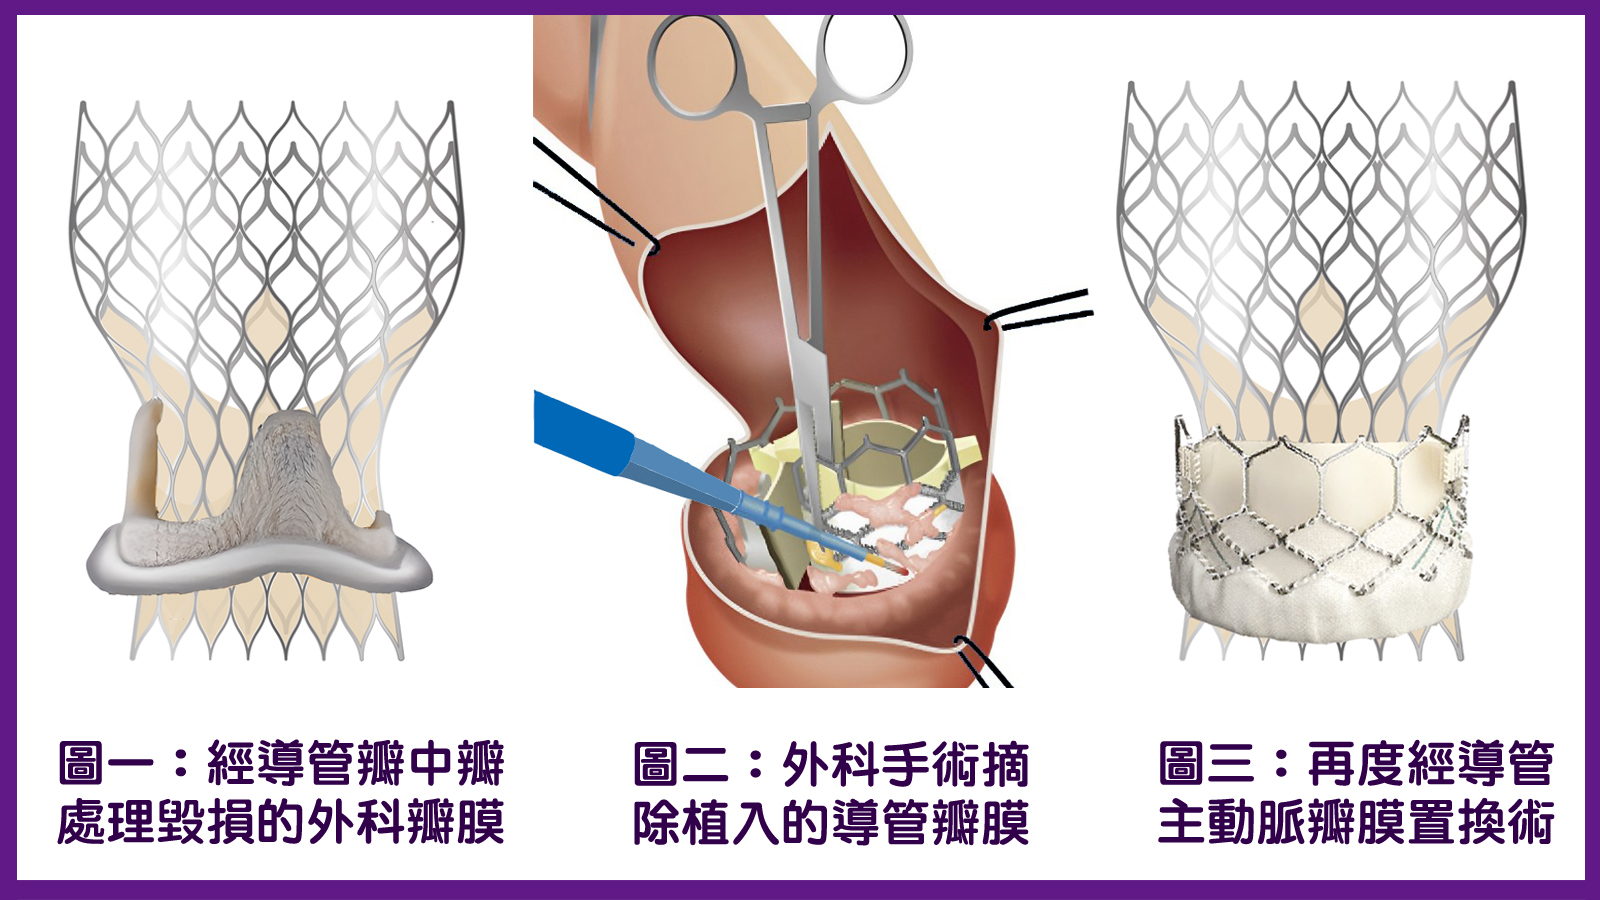 圖一：經導管瓣中瓣
處理毀損的外科瓣膜
圖二：外科手術摘
除植入的導管瓣膜
圖三：再度經導管
主動脈瓣膜置換術